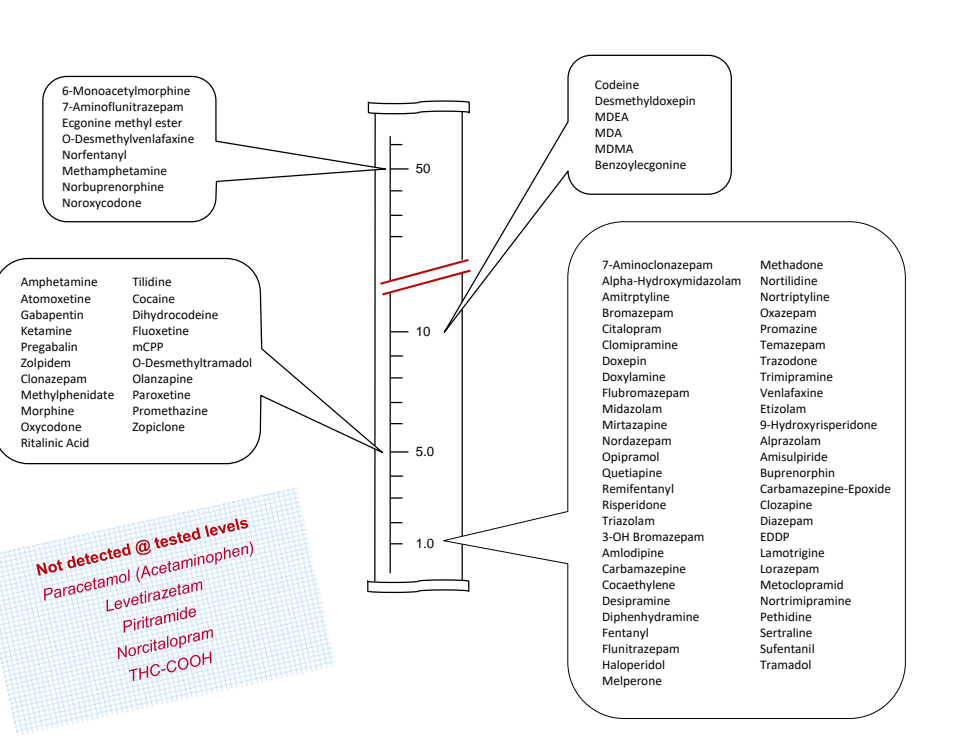 6-Monoacetylmorphine
7-Aminoflunitrazepam
Ecgonine methyl ester
O-Desmethylvenlafaxine
Norfentanyl
Methamphetamine
Norbuprenorphine
Noroxycodone
Codeine
Desmethyldoxepin
MDEA
MDA
MDMA
Benzoylecgonine
50
10
5.0
1.0
Amphetamine
Atomoxetine
Gabapentin
Ketamine
Pregabalin
Zolpidem
Clonazepam
Methylphenidate
Morphine
Oxycodone
Ritalinic Acid
Tilidine
Cocaine
Dihydrocodeine
Fluoxetine
mCPP
O-Desmethyltramadol
Olanzapine
Paroxetine
Promethazine
Zopiclone
7-Aminoclonazepam
Alpha-Hydroxymidazolam
Amitrptyline
Bromazepam
Citalopram
Clomipramine
Doxepin
Doxylamine
Flubromazepam
Midazolam
Mirtazapine
Nordazepam
Opipramol
Quetiapine
Remifentanyl
Risperidone
Triazolam
3-OH Bromazepam
Amlodipine
Carbamazepine
Cocaethylene
Desipramine
Diphenhydramine
Fentanyl
Flunitrazepam
Haloperidol
Melperone
Methadone
Nortilidine
Nortriptyline
Oxazepam
Promazine
Temazepam
Trazodone
Trimipramine
Venlafaxine
Etizolam
9-Hydroxyrisperidone
Alprazolam
Amisulpiride
Buprenorphin
Carbamazepine-Epoxide
Clozapine
Diazepam
EDDP
Lamotrigine
Lorazepam
Metoclopramid
Nortrimipramine
Pethidine
Sertraline
Sufentanil
Tramadol
Not detected @ tested levels
Paracetamol (Acetaminophen)
Levetirazetam
Piritramide
Norcitalopram
THC-COOH